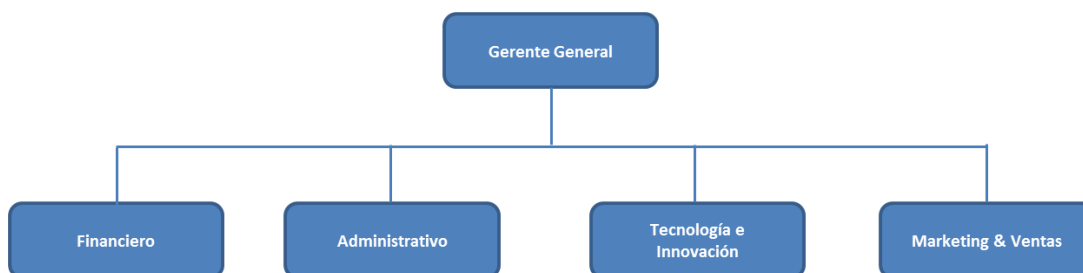 Gerente General
Financiero
Administrativo
Tecnología e
Innovación
Marketing & Ventas